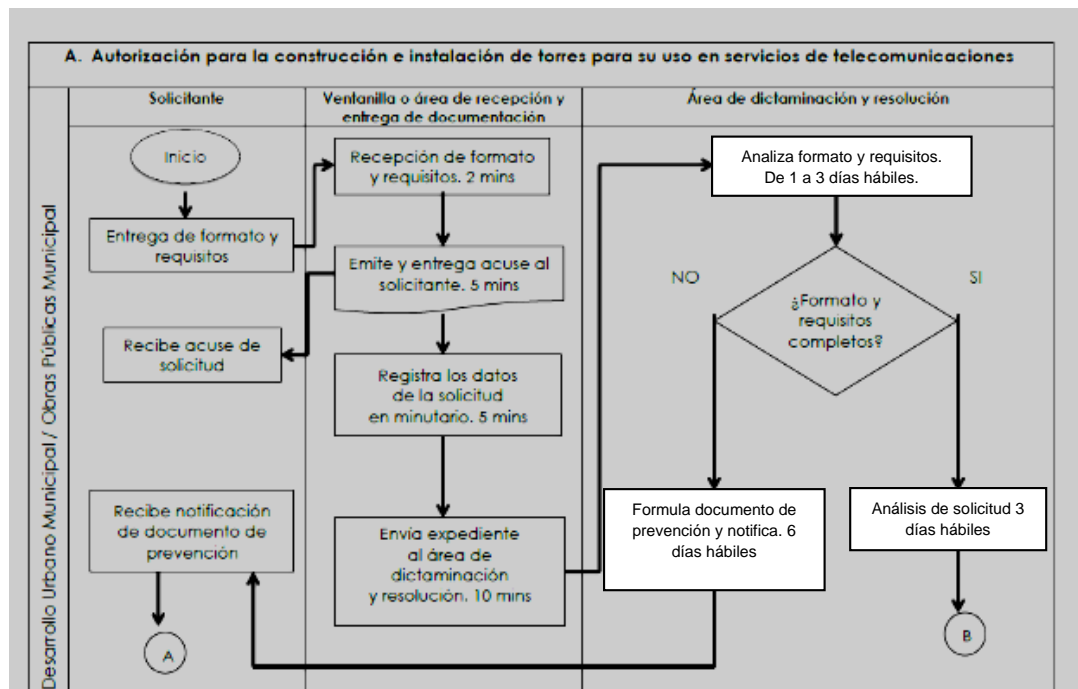 A. Autorización para la construcción e instalación de torres para su uso en servicios de telecomunicaciones
Desarrollo Urbano Municipal / Obras Públicas Municipal
Solicitante
Ventanilla o área de recepción y
entrega de documentación
Área de dictaminación y resolución
Inicio
Entrega de formato y
requisitos
Recepción de formato
y requisitos. 2 mins
Emite y entrega acuse al
solicitante. 5 mins
Recibe acuse de
solicitud
Registra los datos
de la solicitud
en minutario. 5 mins
Envía expediente
al área de
dictaminación
y resolución. 10 mins
Analiza formato y requisitos.
De 1 a 3 días hábiles.
¿Formato y
requisitos
completos?
NO
SI
Formula documento de
prevención y notifica. 6
días hábiles
Análisis de solicitud 3
días hábiles
Recibe notificación
de documento de
prevención
A
B